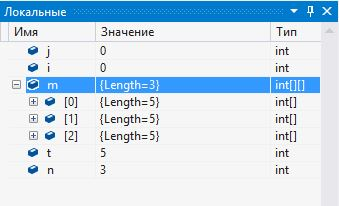 Локальные
Имя Значение Тип
j 0 int
i 0 int
m {Length=3} int[][]
[0] {Length=5} int[]
[1] {Length=5} int[]
[2] {Length=5} int[]
t 5 int
n 3 int